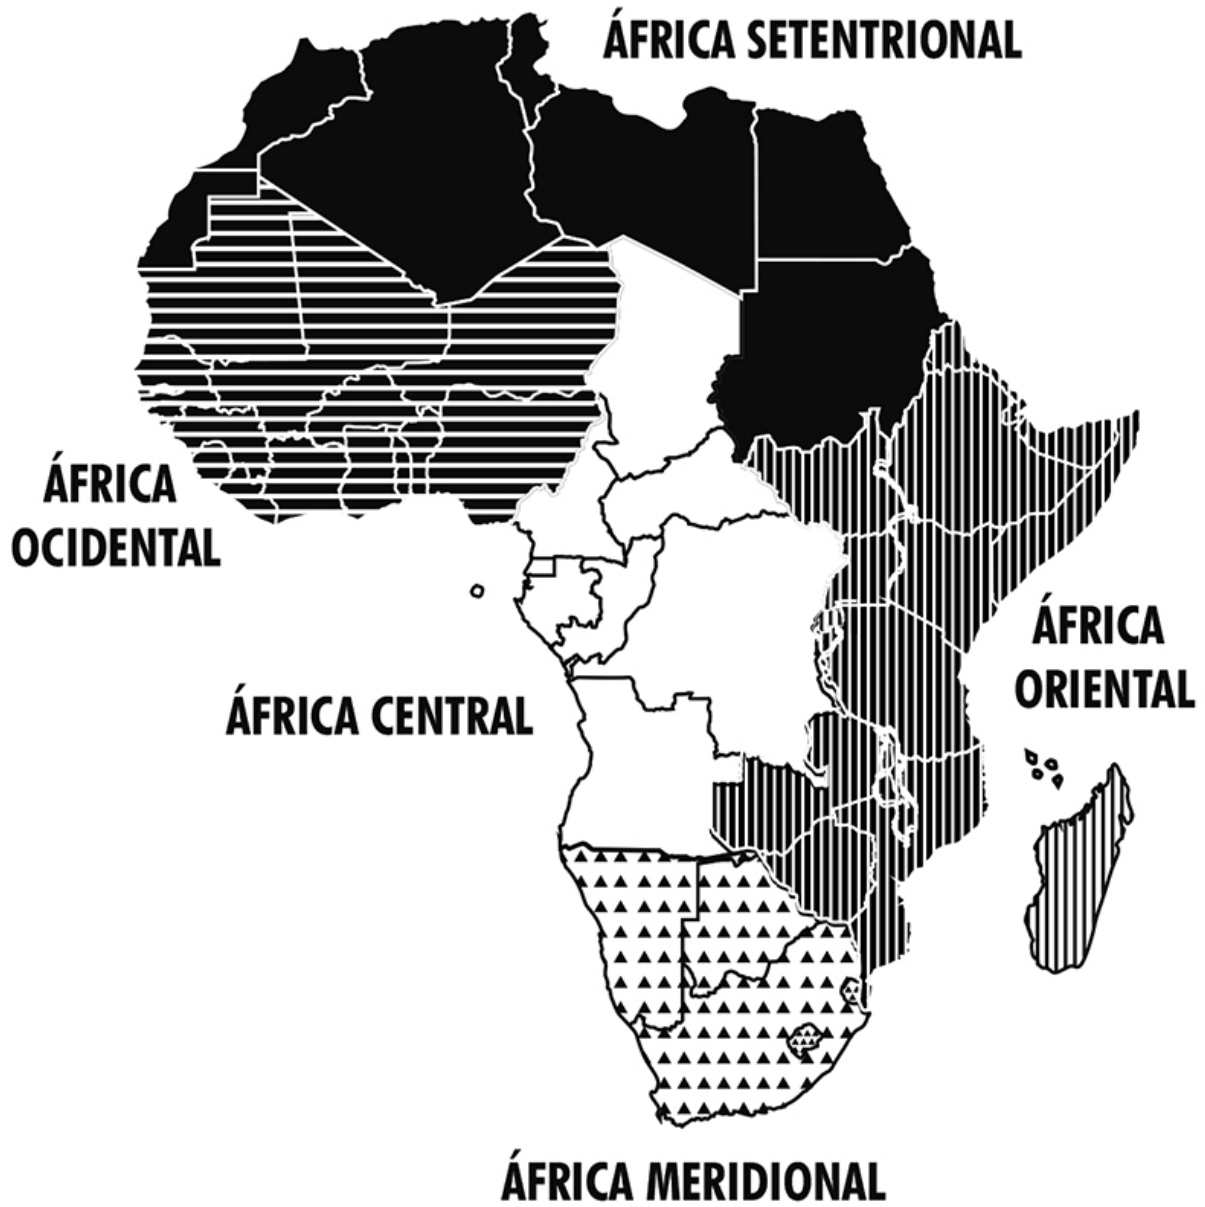 ÁFRICA SETENTRIONAL
ÁFRICA
OCIDENTAL
ÁFRICA
ORIENTAL
ÁFRICA CENTRAL
ÁFRICA MERIDIONAL